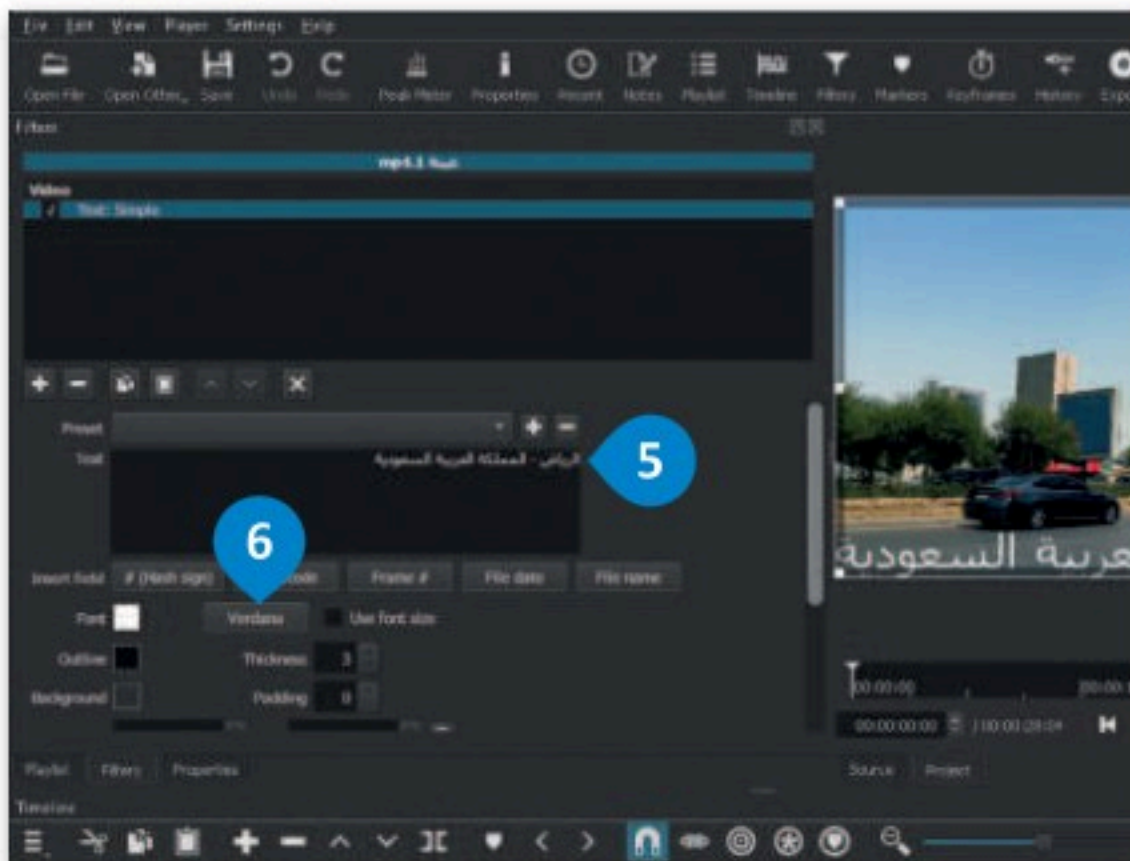 File Edit View Player Settings Help
Open File Open Other... Save Undo Redo Peak Meter Properties Recent Notes Playlist Timeline Filters Markers Keyframes History
Filters
Video
Text: Simple
Preset
Text الرياض - المملكة العربية السعودية
5
6
Insert field # (Hash sign) Frame # File date File name
Font Verdana Use font size
Outline Thickness 3
Background Padding 0
العربية السعودية
00:00:00
00:00:00:00
Playlist Filters Properties
Source Project
Timeline